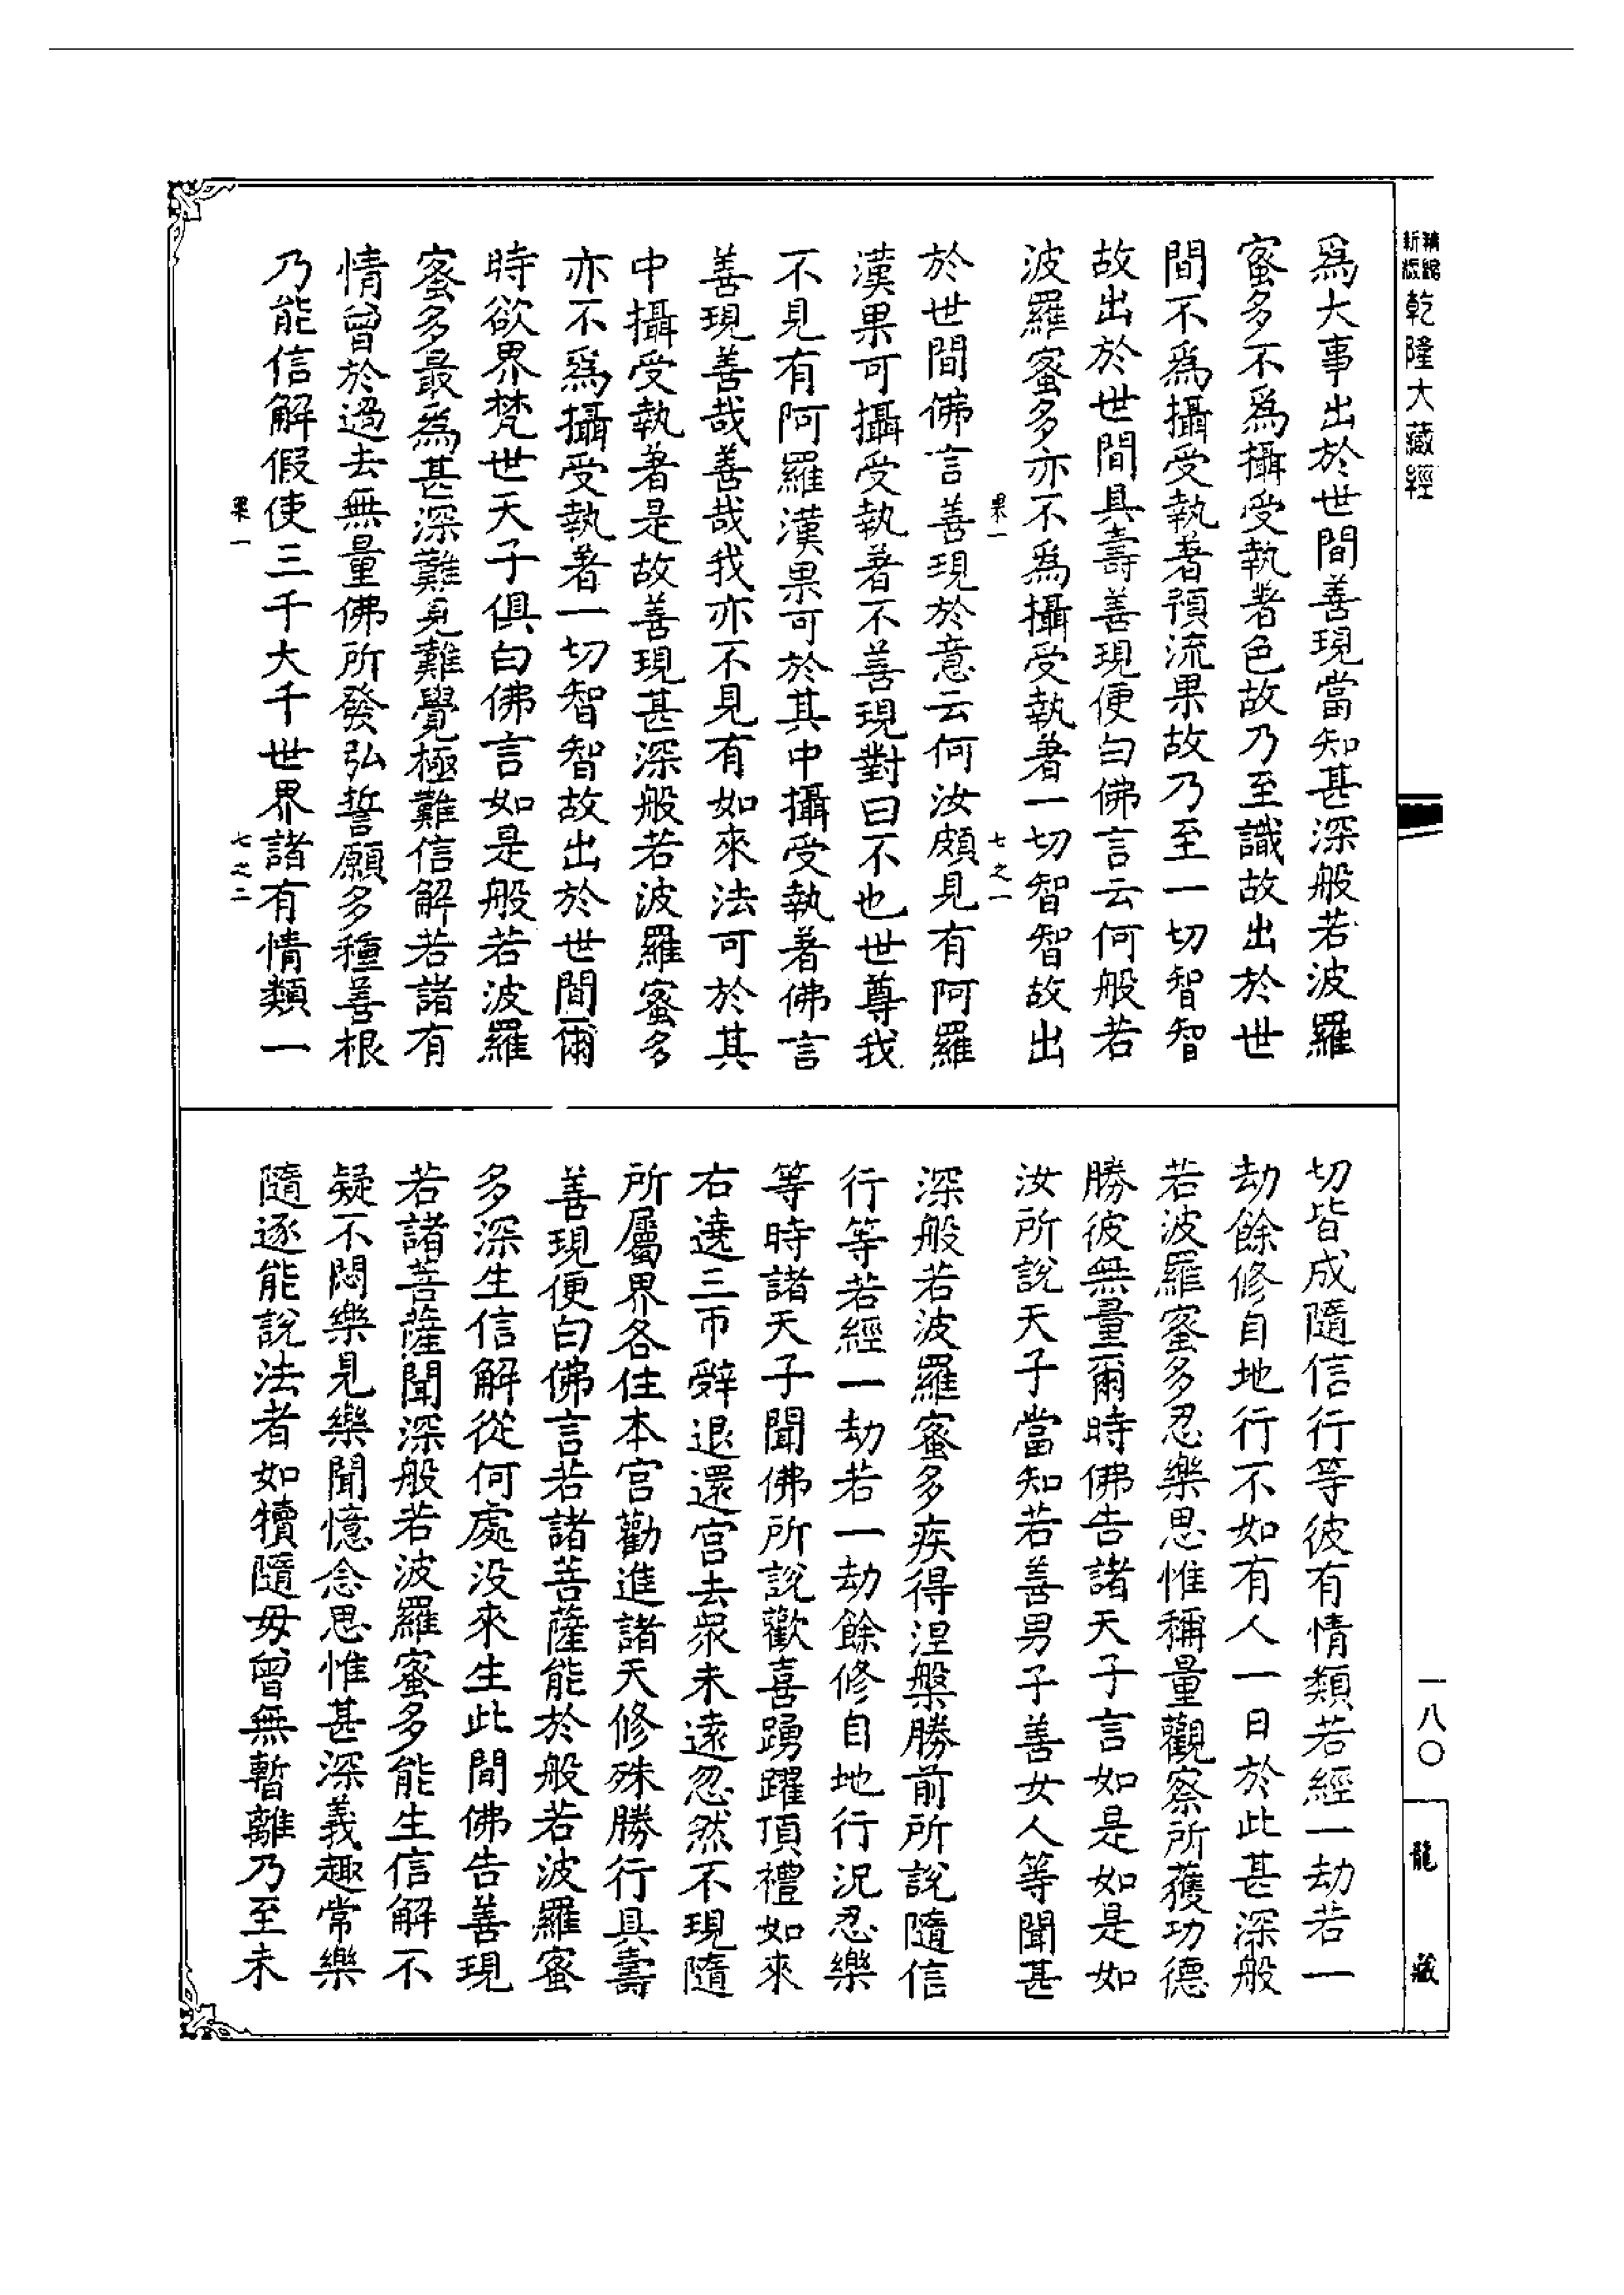 精編
新版
乾隆大藏經
爲大事出於世間善現當知甚深般若波羅
蜜多不爲攝受執著色故乃至識故出於世
間不爲攝受執著預流果故乃至一切智智
故出於世間具壽善現便白佛言云何般若
波羅蜜多亦不爲攝受執著一切智智故出
果一 七之一
於世間佛言善現於意云何汝頗見有阿羅
漢果可攝受執著不善現對曰不也世尊我
不見有阿羅漢果可於其中攝受執著佛言
善現善哉善哉我亦不見有如來法可於其
中攝受執著是故善現甚深般若波羅蜜多
亦不爲攝受執著一切智智故出於世間爾
時欲界梵世天子俱白佛言如是般若波羅
蜜多最爲甚深難見難覺極難信解若諸有
情曾於過去無量佛所發弘誓願多種善根
乃能信解假使三千大千世界諸有情類一
果一 七之二
切皆成隨信行等彼有情類若經一劫若一
劫餘修自地行不如有人一日於此甚深般
若波羅蜜多忍樂思惟稱量觀察所獲功德
勝彼無量爾時佛告諸天子言如是如是如
汝所說天子當知若善男子善女人等聞甚
深般若波羅蜜多疾得涅槃勝前所說隨信
行等若經一劫若一劫餘修自地行況忍樂
等時諸天子聞佛所說歡喜踊躍頂禮如來
右遶三帀辭退還宮去衆未遠忽然不現隨
所屬界各住本宮勸進諸天修殊勝行具壽
善現便白佛言若諸菩薩能於般若波羅蜜
多深生信解從何處没來生此間佛告善現
若諸菩薩聞深般若波羅蜜多能生信解不
疑不悶樂見樂聞憶念思惟甚深義趣常樂
隨逐能說法者如犢隨母曾無暫離乃至未
一八〇
龍藏